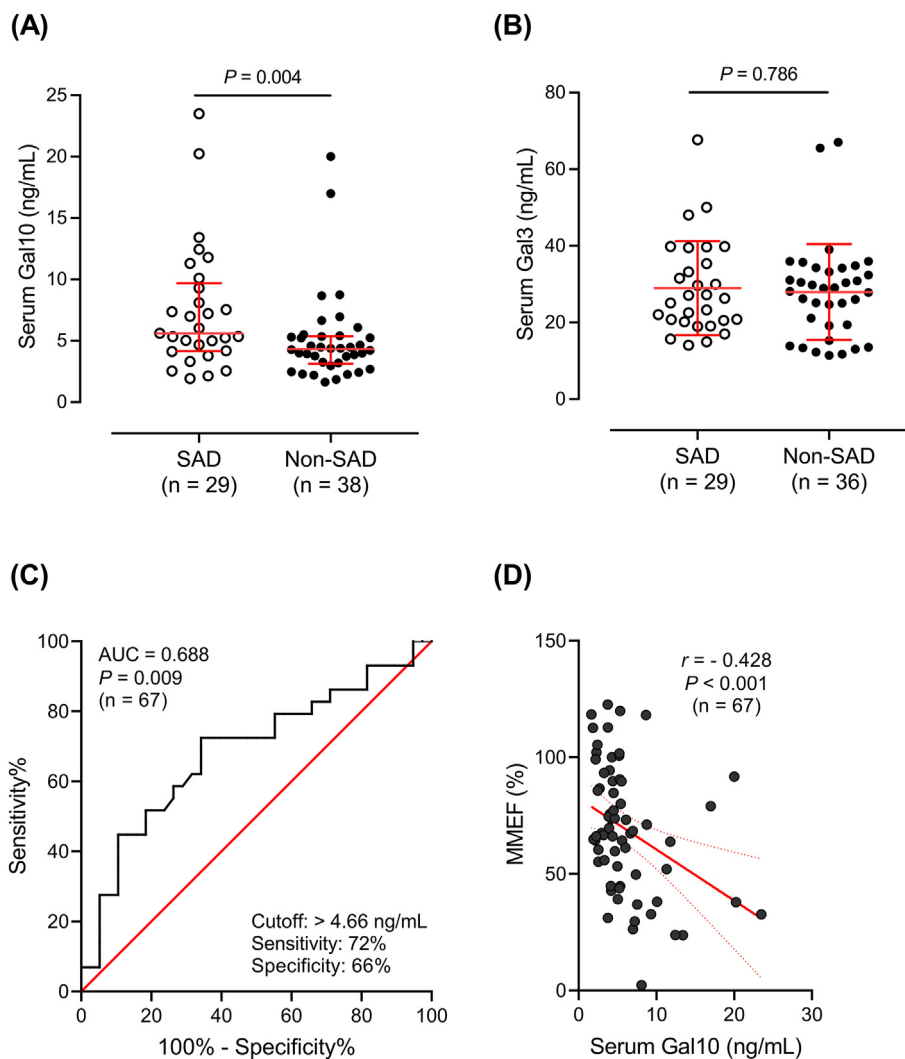 (A)
P = 0.004
25
20
15
10
5
0
Serum Gal10 (ng/mL)
SAD
(n = 29)
Non-SAD
(n = 38)
(B)
P = 0.786
80
60
40
20
0
Serum Gal3 (ng/mL)
SAD
(n = 29)
Non-SAD
(n = 36)
(C)
AUC = 0.688
P = 0.009
(n = 67)
100
80
60
40
20
0
Sensitivity%
Cutoff: > 4.66 ng/mL
Sensitivity: 72%
Specificity: 66%
0 20 40 60 80 100
100% - Specificity%
(D)
r = - 0.428
P < 0.001
(n = 67)
150
100
50
0
MMEF (%)
0 10 20 30
Serum Gal10 (ng/mL)